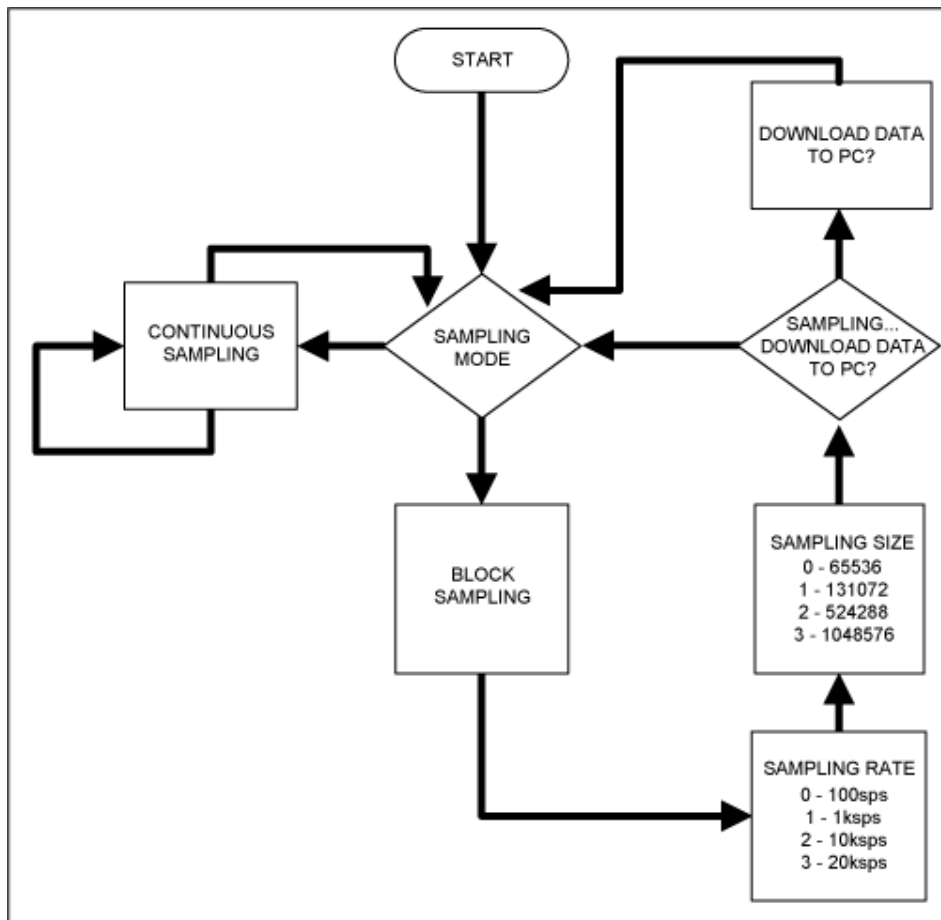 START
DOWNLOAD DATA
TO PC?
CONTINUOUS
SAMPLING
SAMPLING
MODE
SAMPLING...
DOWNLOAD DATA
TO PC?
BLOCK
SAMPLING
SAMPLING SIZE
0 - 65536
1 - 131072
2 - 524288
3 - 1048576
SAMPLING RATE
0 - 100sps
1 - 1ksps
2 - 10ksps
3 - 20ksps